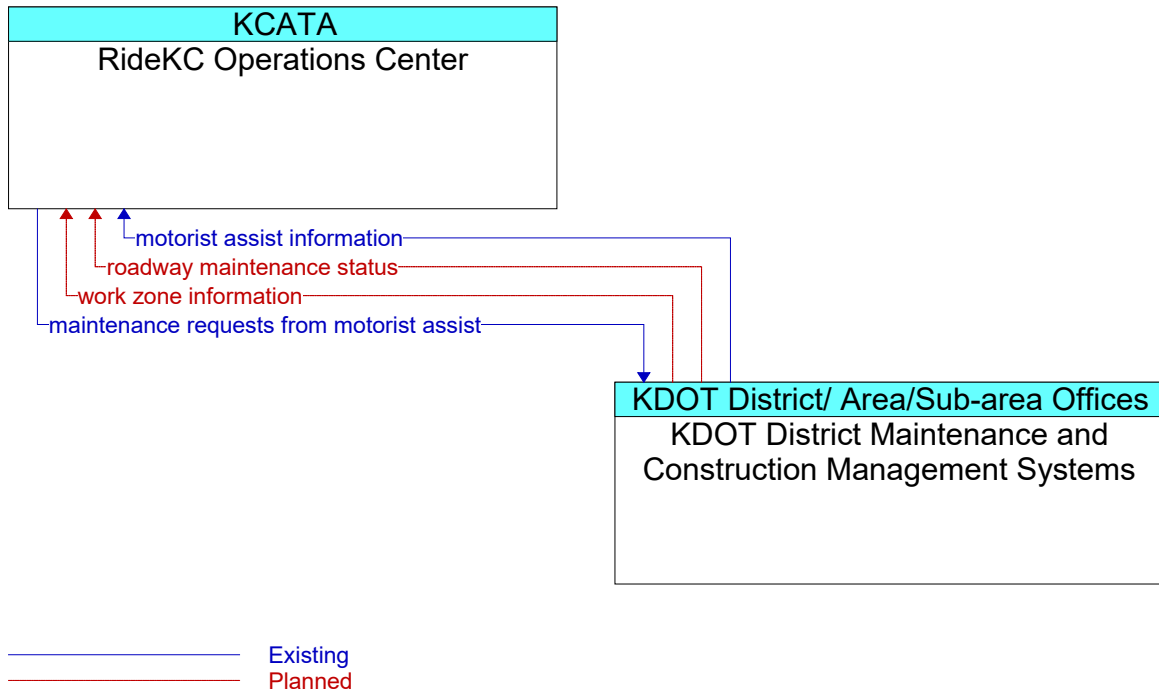 KCATA
RideKC Operations Center
motorist assist information
roadway maintenance status
work zone information
maintenance requests from motorist assist
KDOT District/ Area/Sub-area Offices
KDOT District Maintenance and
Construction Management Systems
Existing
Planned